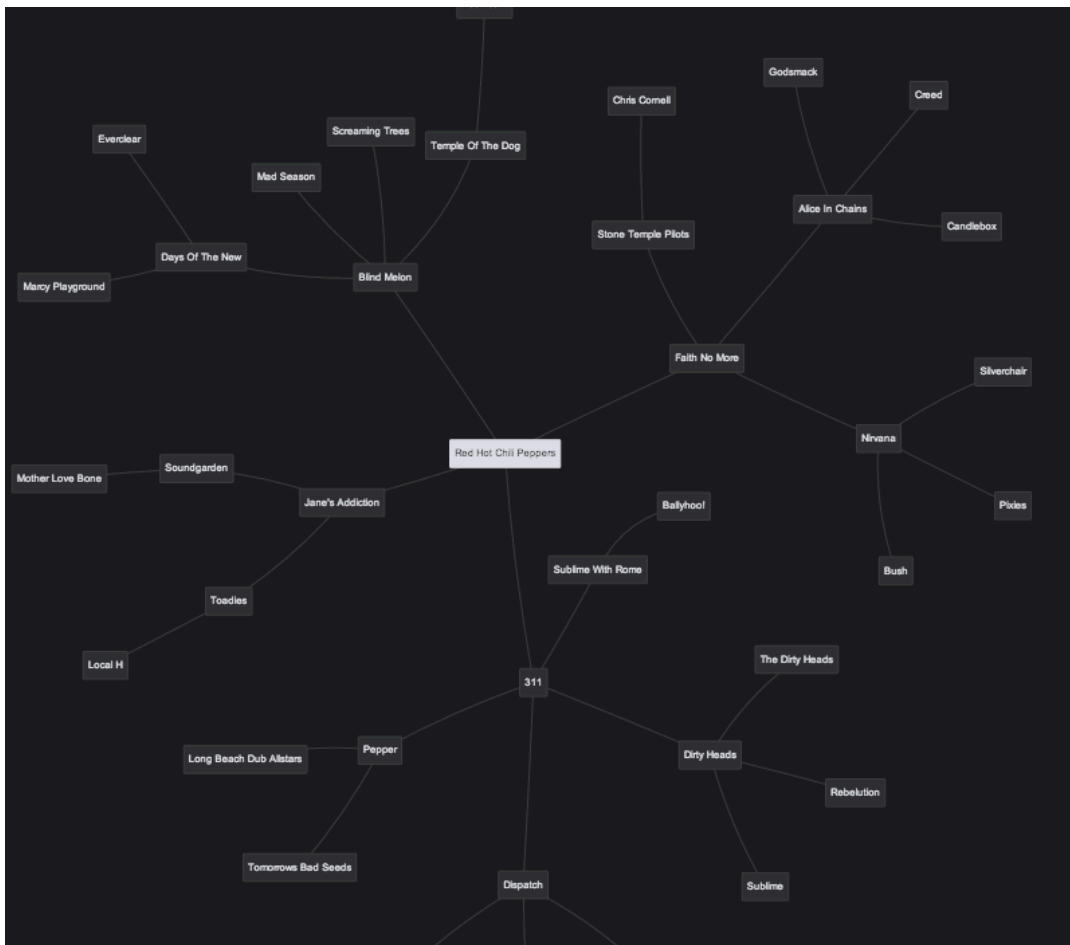 Godsmack
Creed
Chris Cornell
Screaming Trees
Everclear
Temple Of The Dog
Mad Season
Alice In Chains
Candlebox
Stone Temple Pilots
Days Of The New
Blind Melon
Marcy Playground
Faith No More
Silverchair
Nirvana
Red Hot Chili Peppers
Soundgarden
Mother Love Bone
Jane's Addiction
Ballyhoo!
Pixies
Sublime With Rome
Bush
Toadies
Local H
The Dirty Heads
311
Pepper
Long Beach Dub Allstars
Dirty Heads
Rebelution
Tomorrows Bad Seeds
Dispatch
Sublime